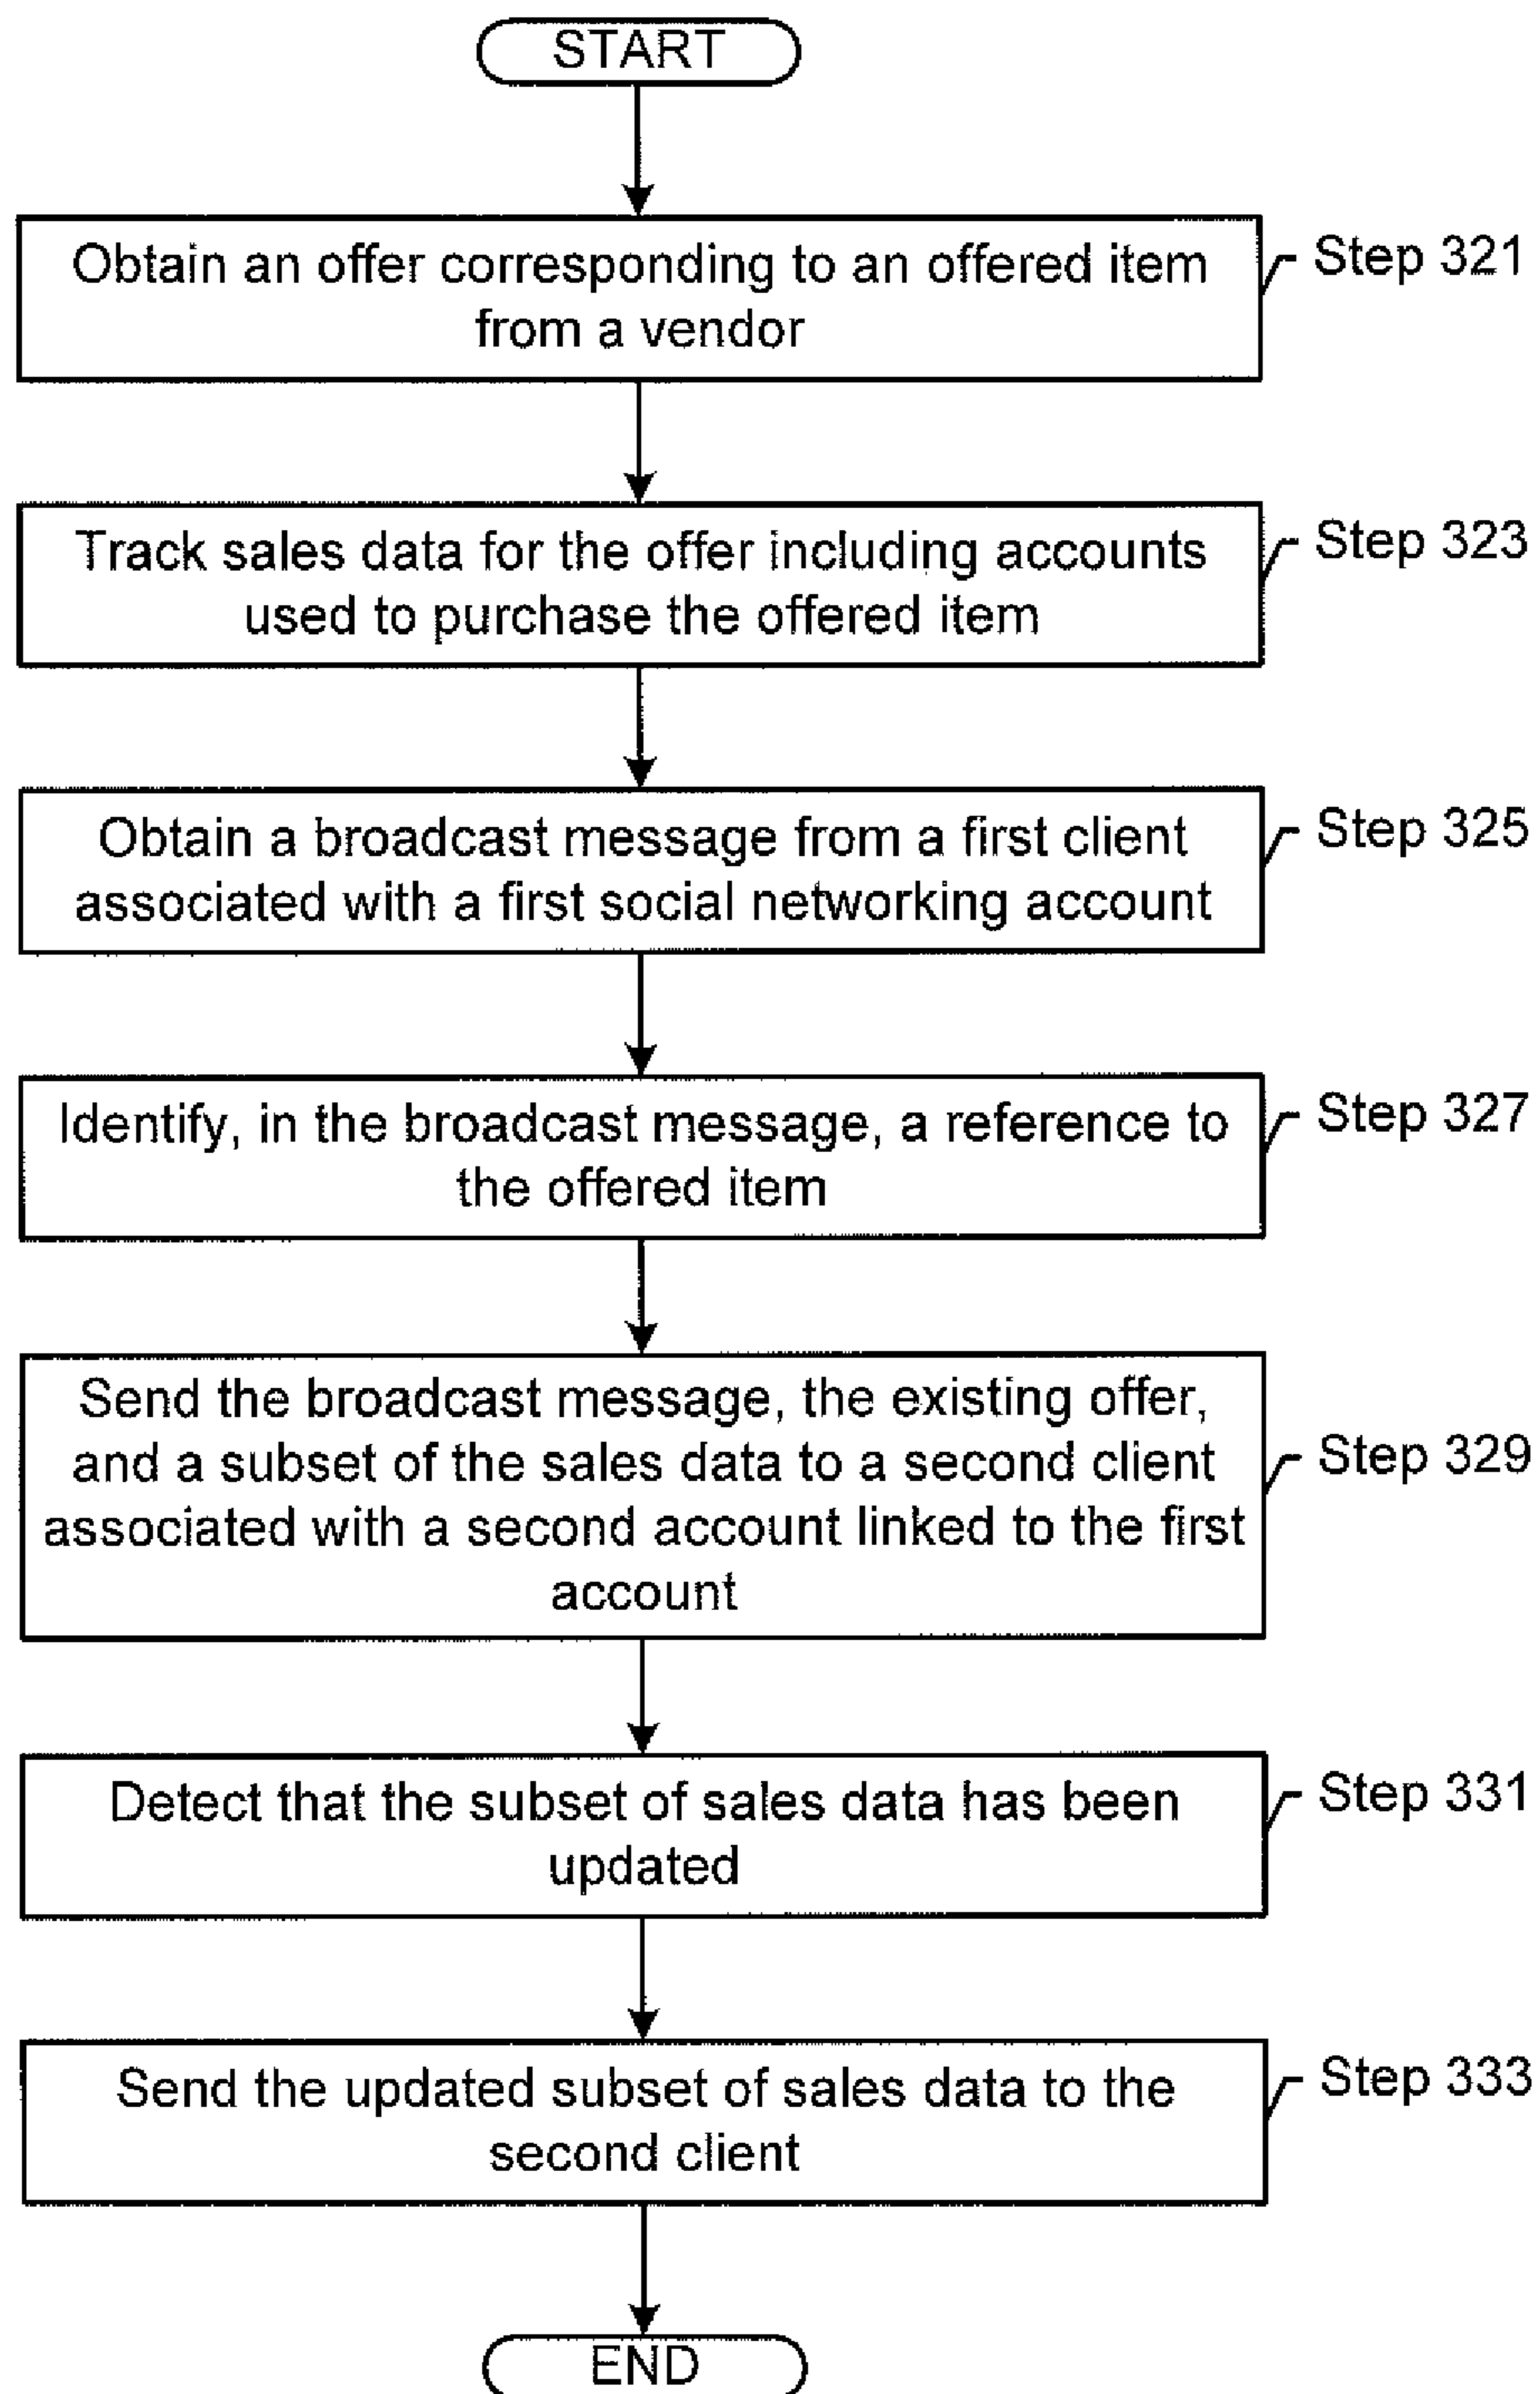 START
Obtain an offer corresponding to an offered item
from a vendor
Step 321
Track sales data for the offer including accounts
used to purchase the offered item
Step 323
Obtain a broadcast message from a first client
associated with a first social networking account
Step 325
Identify, in the broadcast message, a reference to
the offered item
Step 327
Send the broadcast message, the existing offer,
and a subset of the sales data to a second client
associated with a second account linked to the first
account
Step 329
Detect that the subset of sales data has been
updated
Step 331
Send the updated subset of sales data to the
second client
Step 333
END